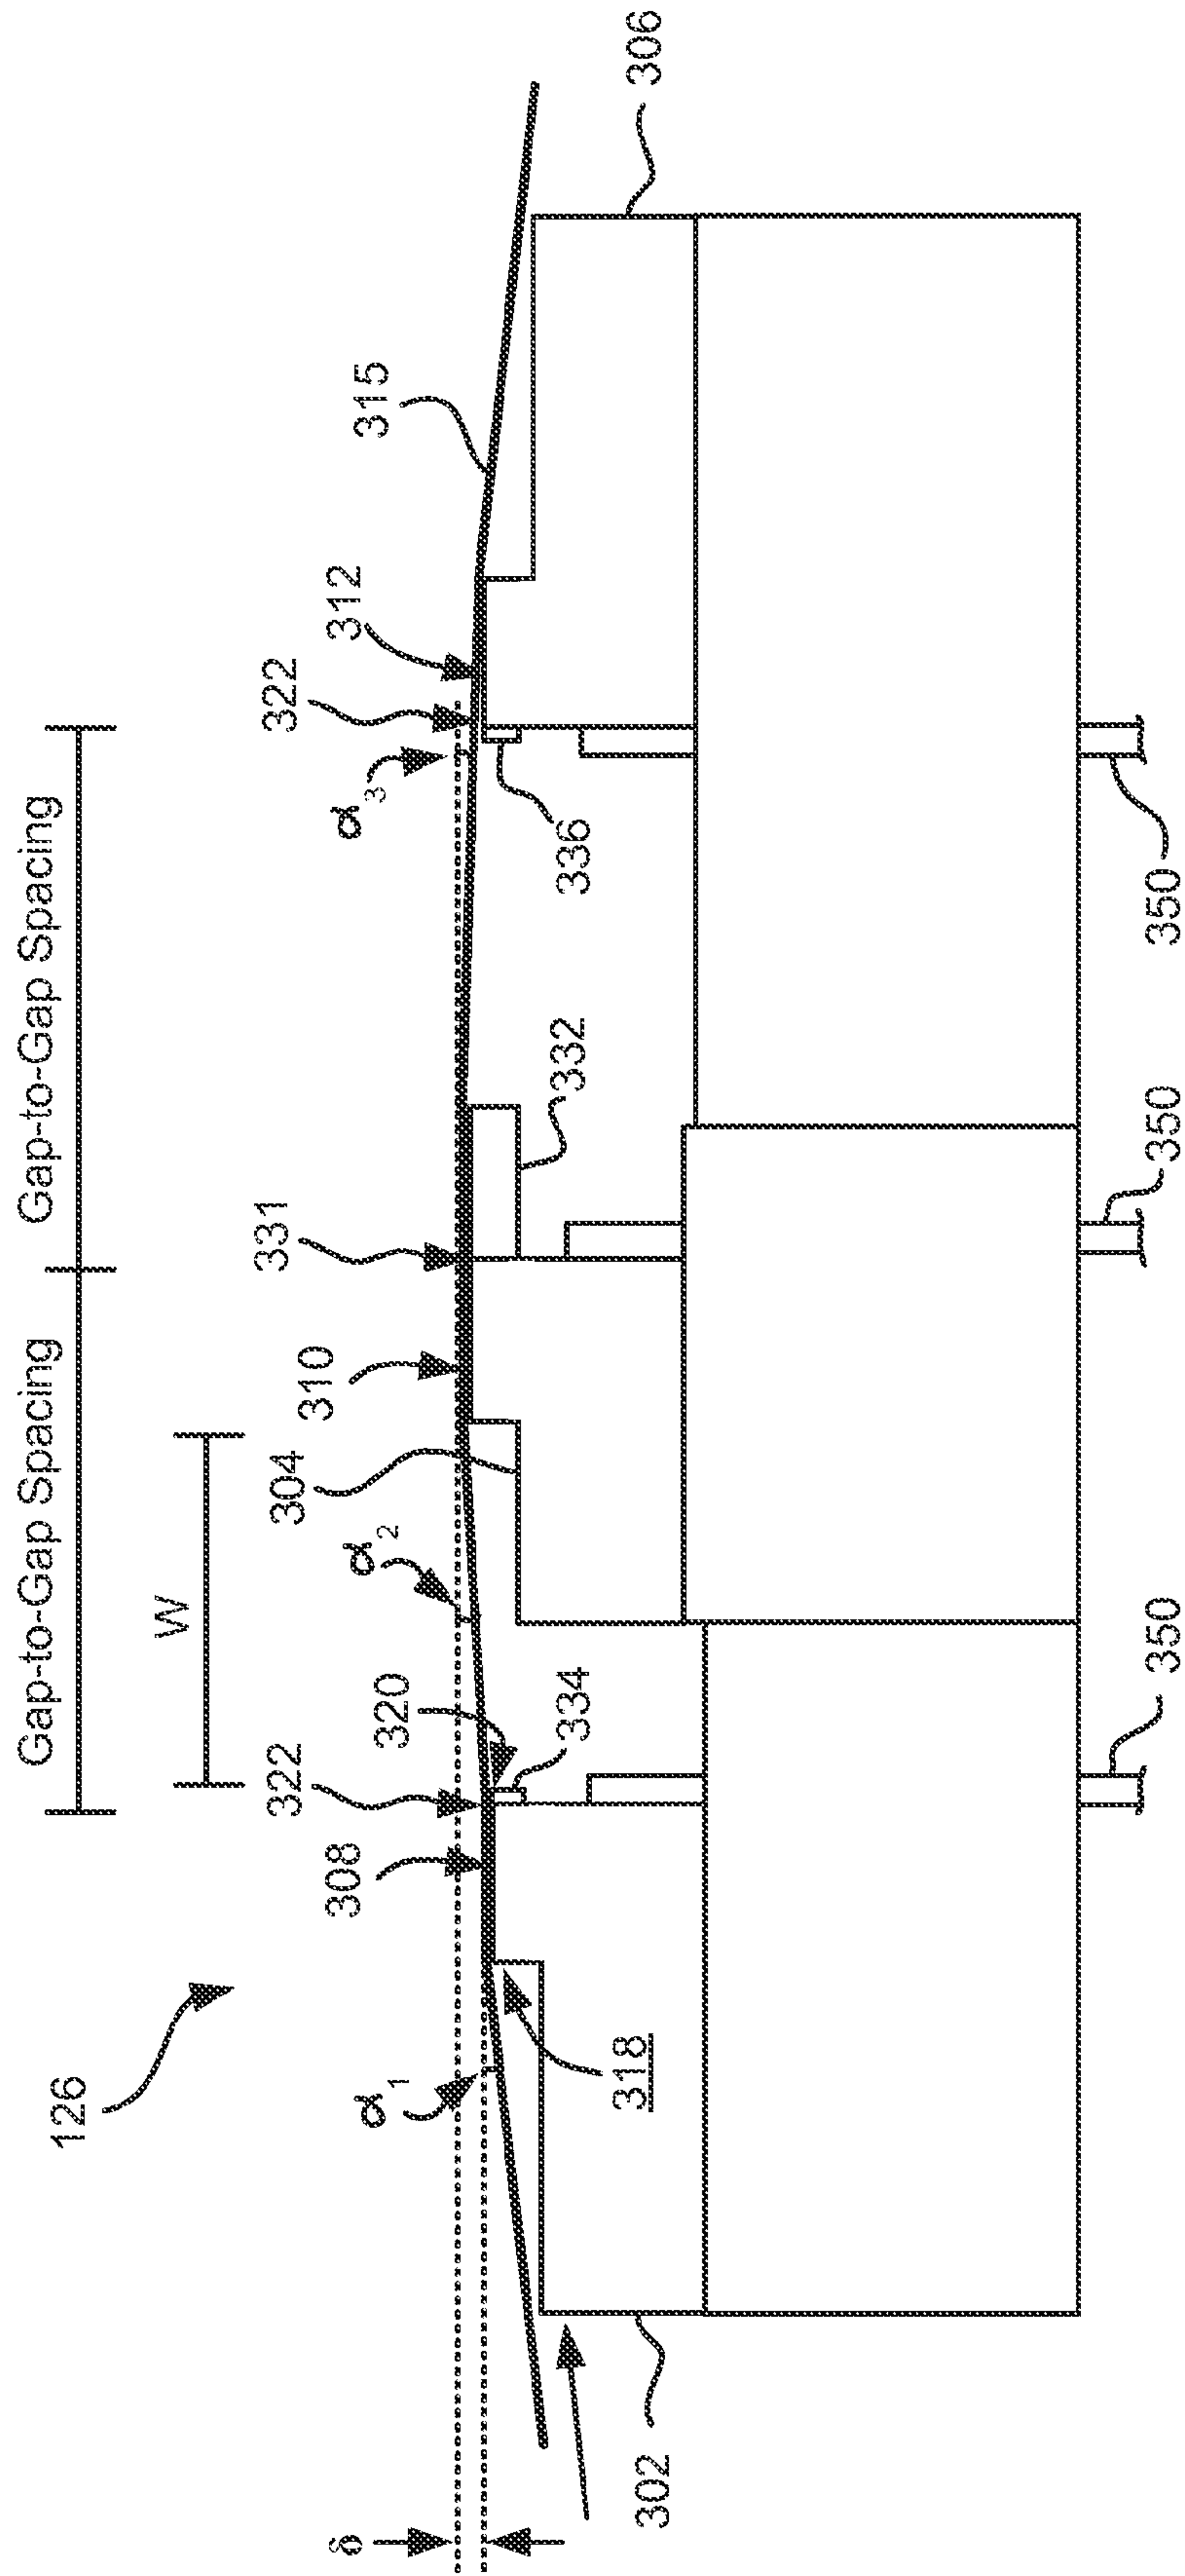 Gap-to-Gap Spacing
Gap-to-Gap Spacing
W
126
δ
α1
308
322
320
334
α2
304
310
331
332
α3
322
312
336
315
306
318
302
350
350
350